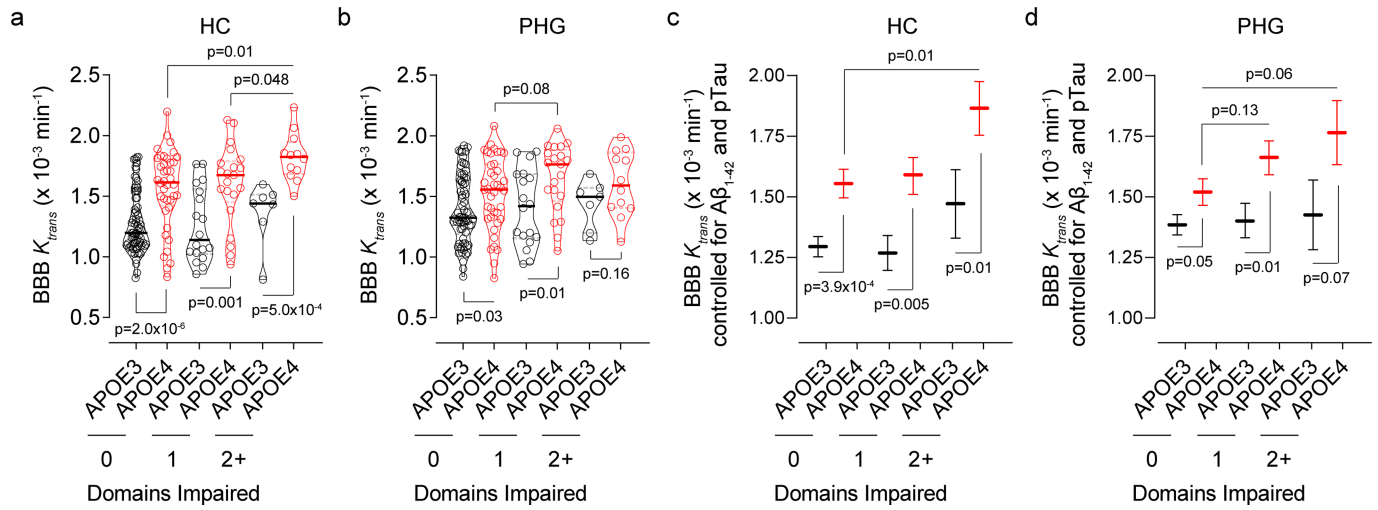 a
HC
BBB Ktrans (x 10-3 min-1)
2.5
2.0
1.5
1.0
0.5
p=0.01
p=0.048
p=2.0x10-6
p=0.001
p=5.0x10-4
APOE3
APOE4
APOE3
APOE4
APOE3
APOE4
0
1
2+
Domains Impaired
b
PHG
BBB Ktrans (x 10-3 min-1)
2.5
2.0
1.5
1.0
0.5
p=0.08
p=0.16
p=0.01
p=0.03
APOE3
APOE4
APOE3
APOE4
APOE3
APOE4
0
1
2+
Domains Impaired
c
HC
BBB Ktrans (x 10-3 min-1)
controlled for Aβ1-42 and pTau
2.00
1.75
1.50
1.25
1.00
p=0.01
p=3.9x10-4
p=0.005
p=0.01
APOE3
APOE4
APOE3
APOE4
APOE3
APOE4
0
1
2+
Domains Impaired
d
PHG
BBB Ktrans (x 10-3 min-1)
controlled for Aβ1-42 and pTau
2.00
1.75
1.50
1.25
1.00
p=0.06
p=0.13
p=0.05
p=0.01
p=0.07
APOE3
APOE4
APOE3
APOE4
APOE3
APOE4
0
1
2+
Domains Impaired